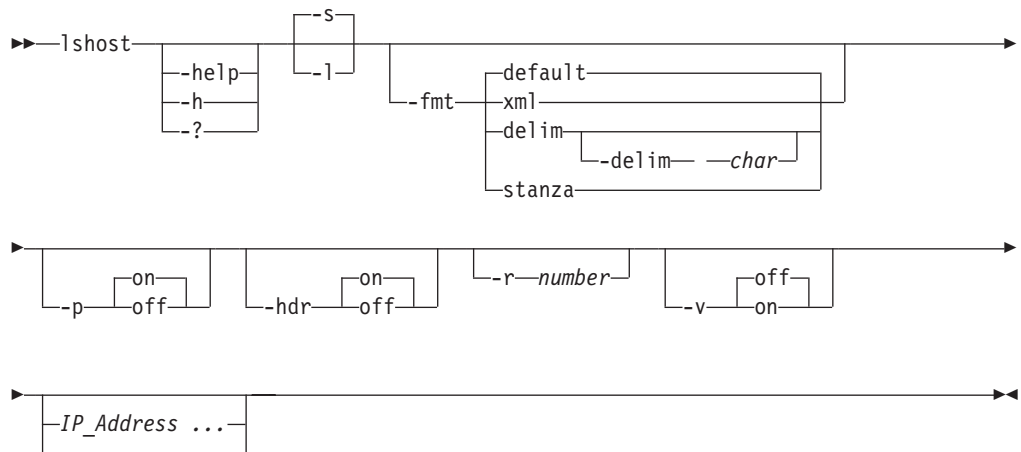 -s
lshost
-help
-l
default
-h
-fmt
xml
-?
delim
-delim char
stanza
on
on
off
-p
off
-hdr
off
-r number
-v
on
IP_Address ...